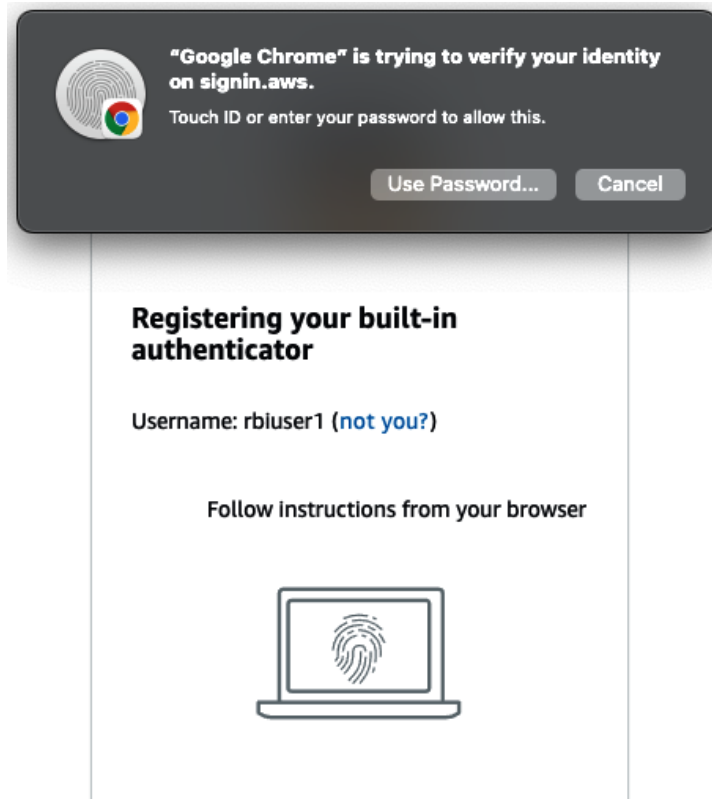 “Google Chrome” is trying to verify your identity
on signin.aws.
Touch ID or enter your password to allow this.
Use Password...
Cancel
Registering your built-in
authenticator
Username: rbiuser1 (not you?)
Follow instructions from your browser